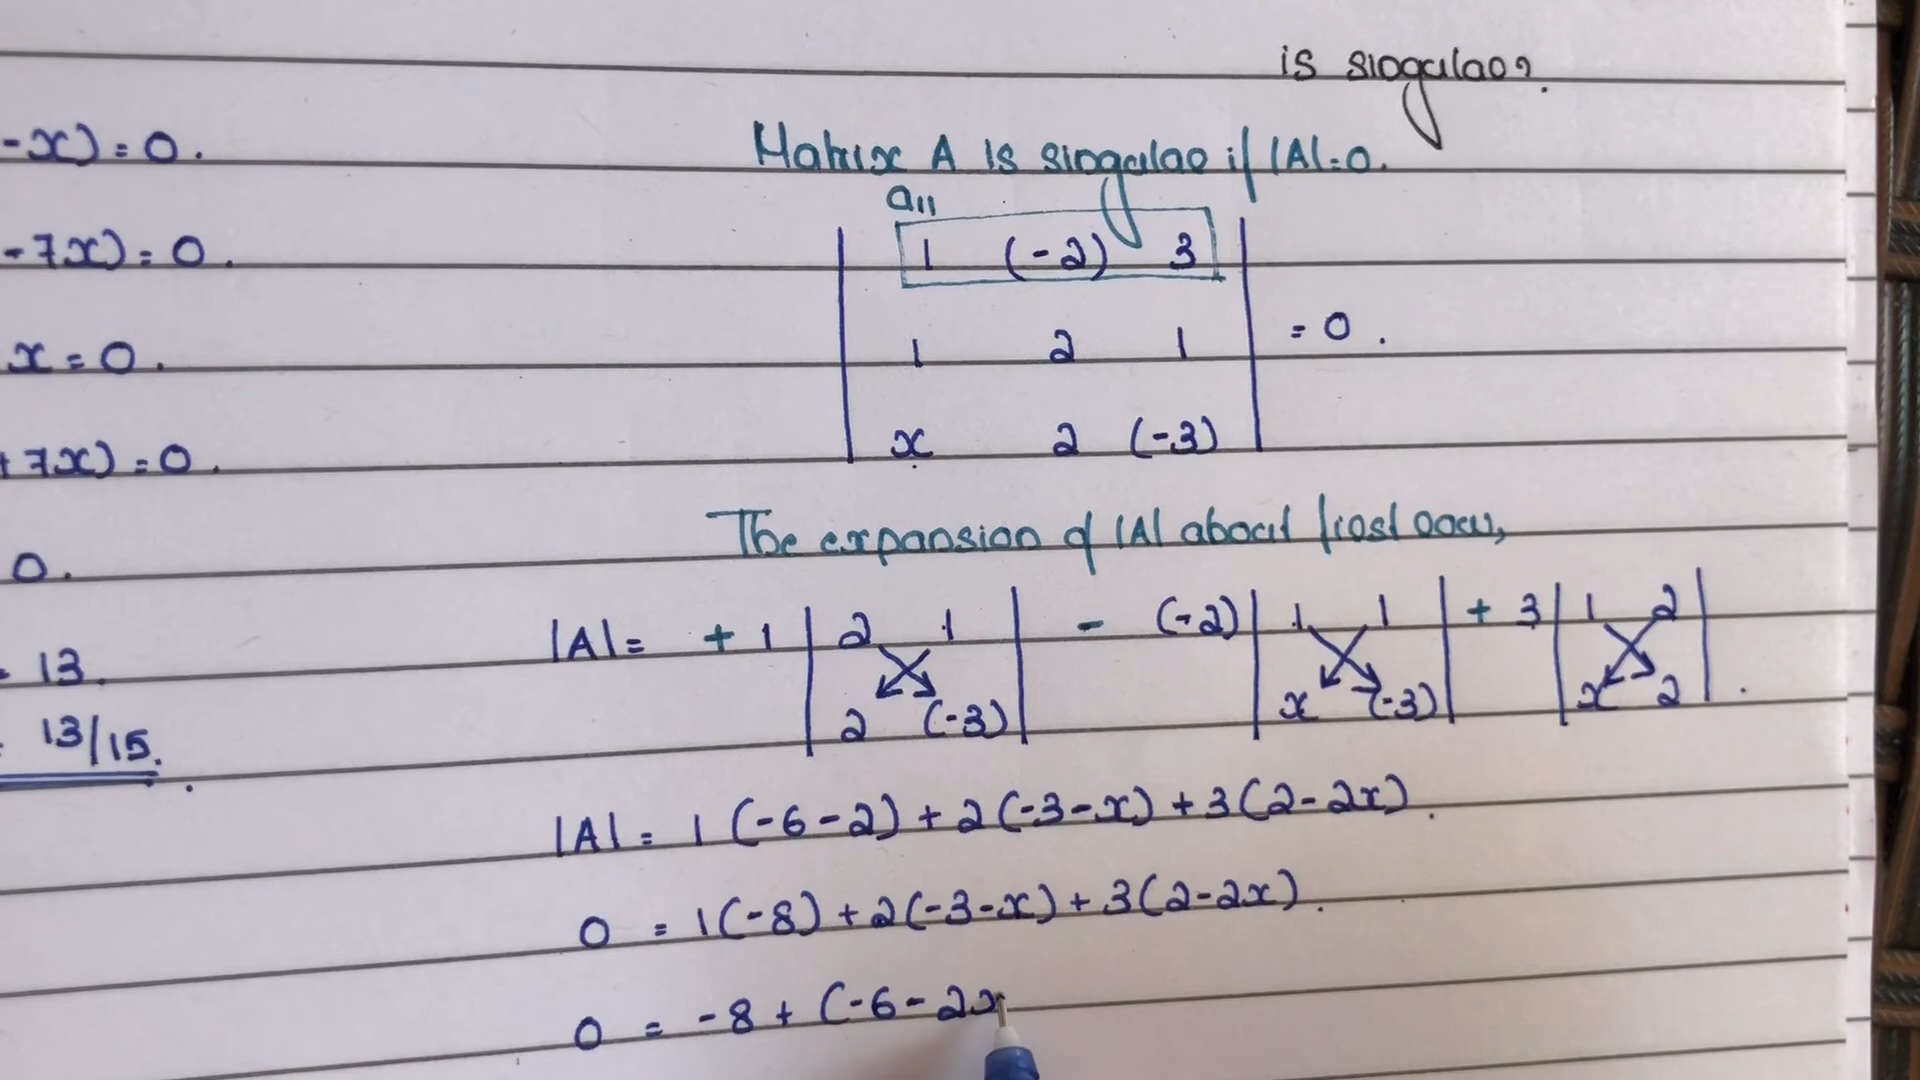 is singular?
-x) = 0.
Matrix A is singular if |A| = 0.
a11
-7x) = 0.
1 (-2) 3
1 2 1 = 0.
x = 0.
x 2 (-3)
+ 7x) = 0.
The expansion of |A| about first row,
0.
|A| = + 1 | 2 1 | - (-2) | 1 1 | + 3 | 1 2 |
2 (-3) x (-3) x 2 .
= 13.
= 13/15.
|A| = 1 (-6-2) + 2 (-3-x) + 3 (2-2x).
0 = 1(-8) + 2(-3-x) + 3(2-2x).
0 = -8 + (-6-2x